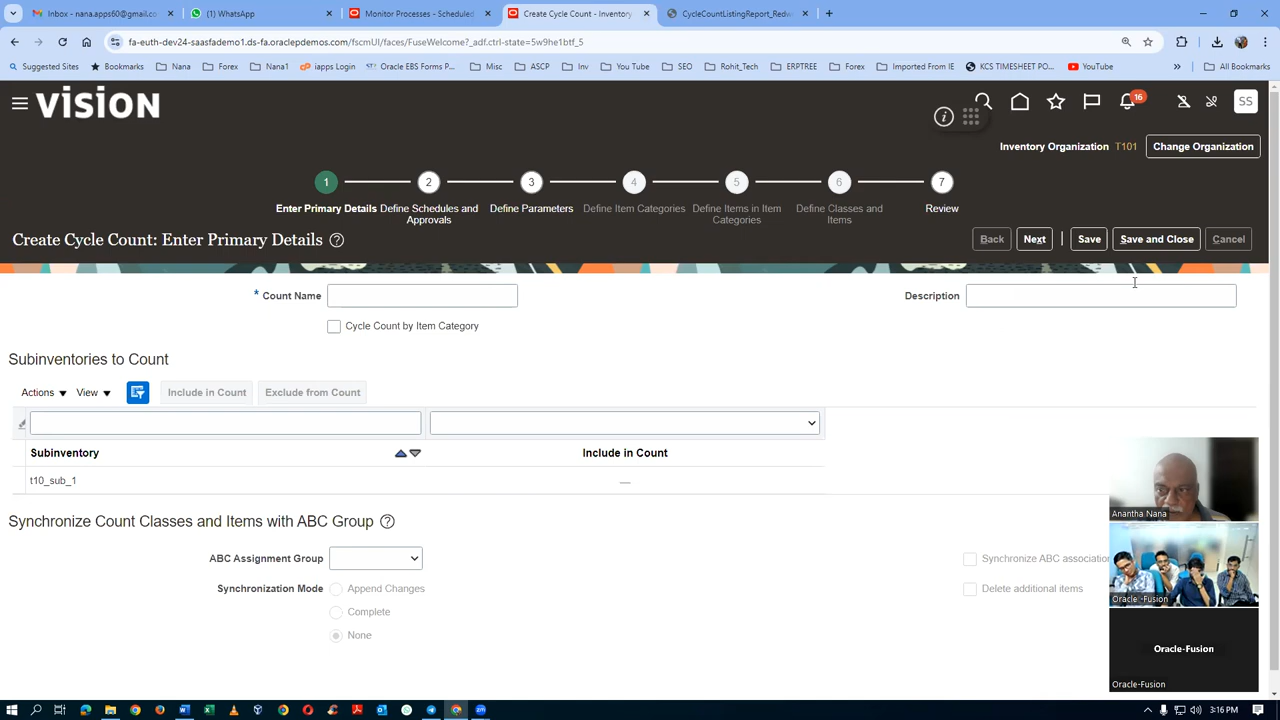 nana.apps60@gmail.co
WhatsApp
Monitor Processes - Scheduled
Create Cycle Count - Inventory
CycleCountListingReport_Redw
fa-euth-dev24-saasfademo1.ds-fa.oraclepdemos.com/fscmUI/faces/FuseWelcome?_adf.ctrl-state=5w9he1btf_5
Suggested Sites
Bookmarks
Nana
Forex
Nana1
iapps Login
Oracle EBS Forms P...
Misc
ASCP
Inv
You Tube
SEO
Rohit_Tech
ERPTREE
Forex
Imported From IE
KCS TIMESHEET PO...
YouTube
All Bookmarks
VISION
16
SS
Inventory Organization T101
Change Organization
1 2 3 4 5 6 7
Enter Primary Details
Define Schedules and
Approvals
Define Parameters
Define Item Categories
Define Items in Item
Categories
Define Classes and
Items
Review
Create Cycle Count: Enter Primary Details
Back
Next
Save
Save and Close
Cancel
* Count Name
Description
Cycle Count by Item Category
Subinventories to Count
Actions
View
Include in Count
Exclude from Count
Subinventory
Include in Count
t10_sub_1
Synchronize Count Classes and Items with ABC Group
ABC Assignment Group
Synchronize ABC association
Synchronization Mode
Append Changes
Delete additional items
Complete
None
Anantha Nana
Oracle -Fusion
Oracle-Fusion
Oracle-Fusion
3:16 PM